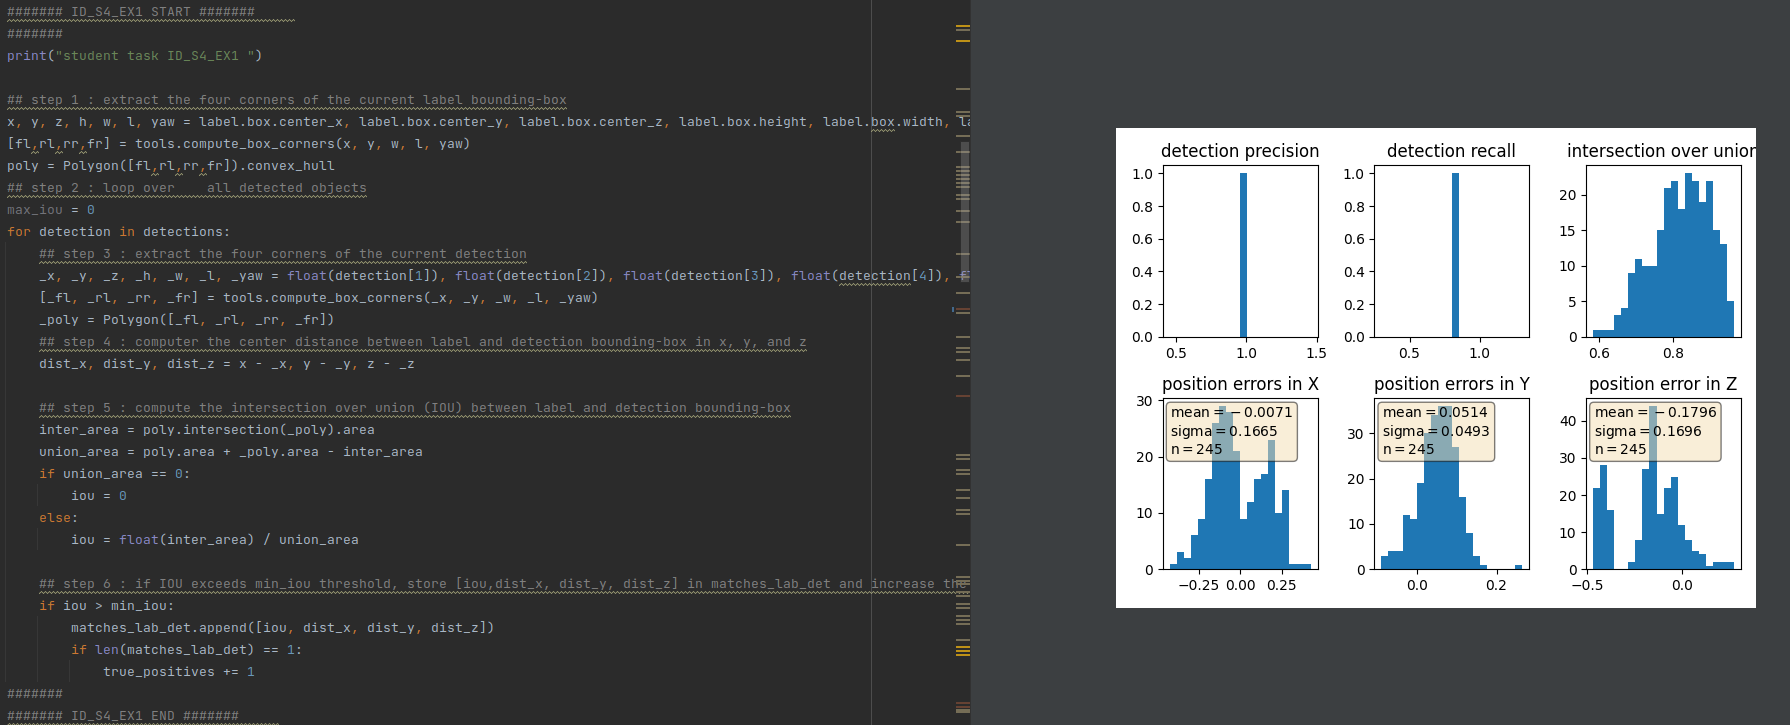 ####### ID_S4_EX1 START #######
#######
print("student task ID_S4_EX1 ")
## step 1 : extract the four corners of the current label bounding-box
x, y, z, h, w, l, yaw = label.box.center_x, label.box.center_y, label.box.center_z, label.box.height, label.box.width, la
[fl,rl,rr,fr] = tools.compute_box_corners(x, y, w, l, yaw)
poly = Polygon([fl,rl,rr,fr]).convex_hull
## step 2 : loop over    all detected objects
max_iou = 0
for detection in detections:
    ## step 3 : extract the four corners of the current detection
    _x, _y, _z, _h, _w, _l, _yaw = float(detection[1]), float(detection[2]), float(detection[3]), float(detection[4]), f
    [_fl, _rl, _rr, _fr] = tools.compute_box_corners(_x, _y, _w, _l, _yaw)
    _poly = Polygon([_fl, _rl, _rr, _fr])
    ## step 4 : computer the center distance between label and detection bounding-box in x, y, and z
    dist_x, dist_y, dist_z = x - _x, y - _y, z - _z
    ## step 5 : compute the intersection over union (IOU) between label and detection bounding-box
    inter_area = poly.intersection(_poly).area
    union_area = poly.area + _poly.area - inter_area
    if union_area == 0:
        iou = 0
    else:
        iou = float(inter_area) / union_area
    ## step 6 : if IOU exceeds min_iou threshold, store [iou,dist_x, dist_y, dist_z] in matches_lab_det and increase the
    if iou > min_iou:
        matches_lab_det.append([iou, dist_x, dist_y, dist_z])
        if len(matches_lab_det) == 1:
            true_positives += 1
#######
####### ID_S4_EX1 END #######
detection precision
1.0
0.8
0.6
0.4
0.2
0.0
0.5 1.0 1.5
detection recall
1.0
0.8
0.6
0.4
0.2
0.0
0.5 1.0
intersection over union
20
15
10
5
0
0.6 0.8
position errors in X
30
20
10
0
mean = −0.0071
sigma = 0.1665
n = 245
−0.25 0.00 0.25
position errors in Y
30
20
10
0
mean = 0.0514
sigma = 0.0493
n = 245
0.0 0.2
position error in Z
40
30
20
10
0
mean = −0.1796
sigma = 0.1696
n = 245
−0.5 0.0